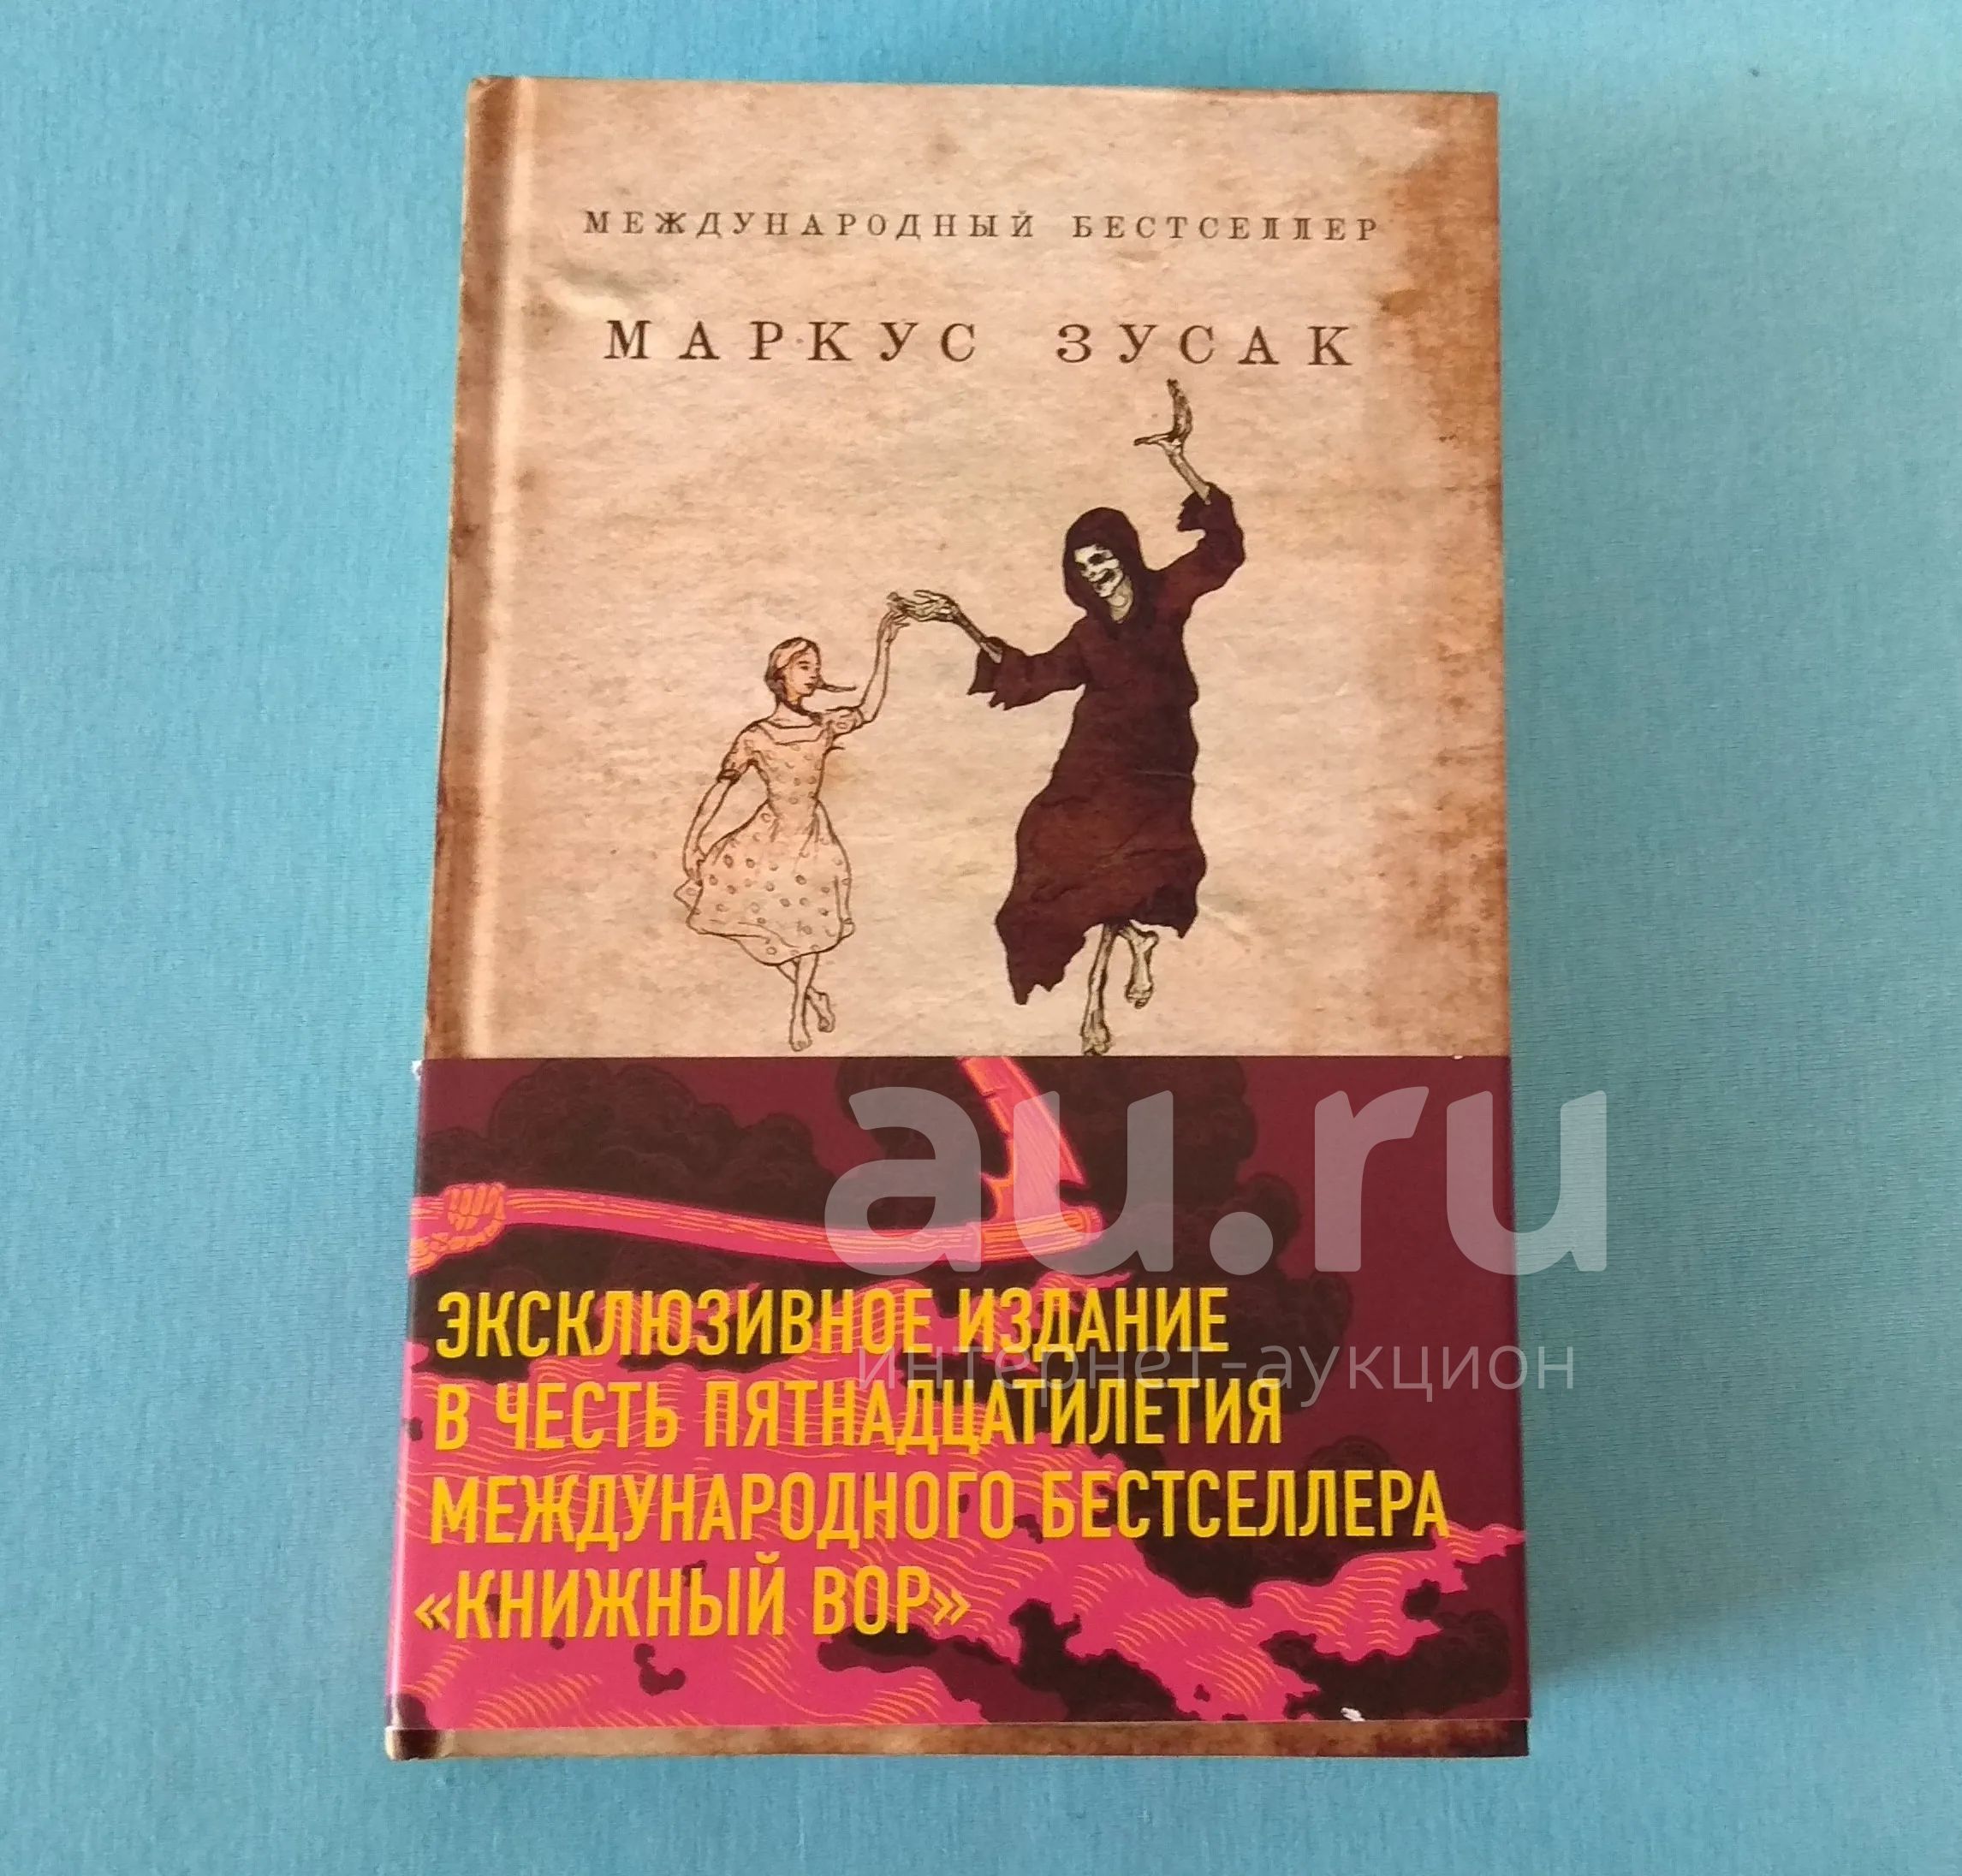 МЕЖДУНАРОДНЫЙ БЕСТСЕЛЛЕР
МАРКУС ЗУСАК
au.ru
ЭКСКЛЮЗИВНОЕ ИЗДАНИЕ
интернет-аукцион
В ЧЕСТЬ ПЯТНАДЦАТИЛЕТИЯ
МЕЖДУНАРОДНОГО БЕСТСЕЛЛЕРА
«КНИЖНЫЙ ВОР»